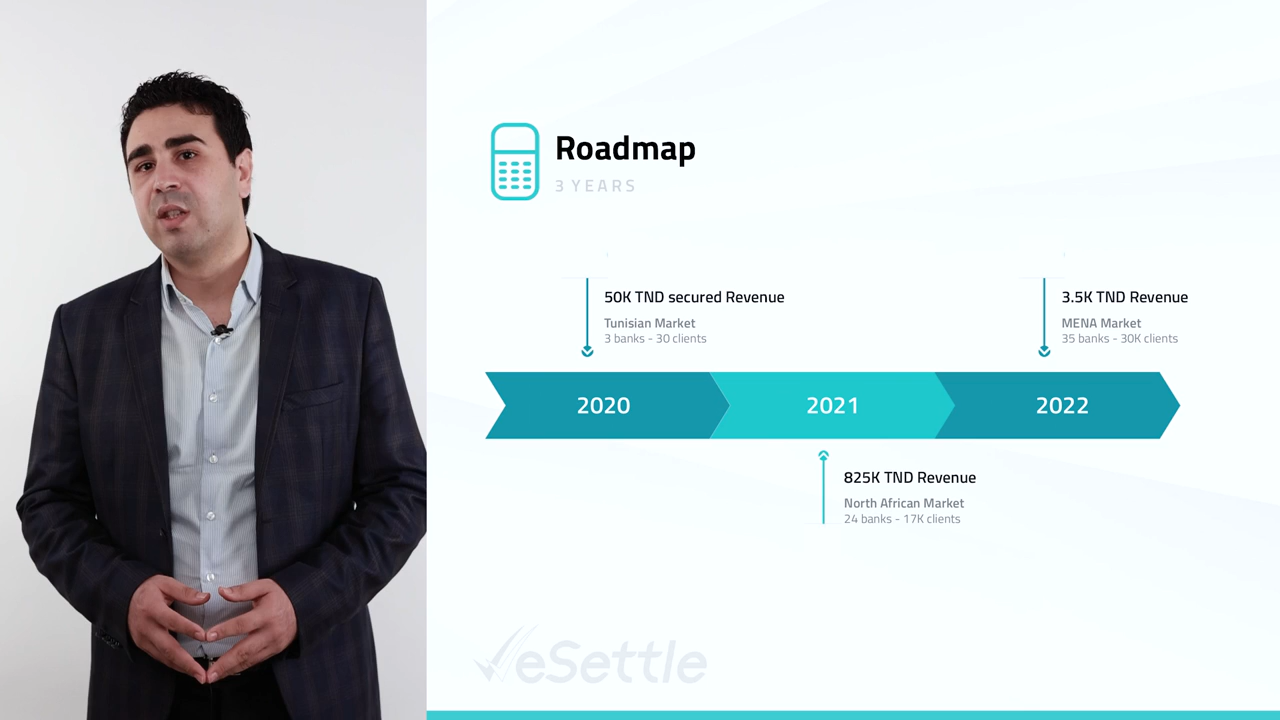 Roadmap
3 YEARS
50K TND secured Revenue
Tunisian Market
3 banks - 30 clients
3.5K TND Revenue
MENA Market
35 banks - 30K clients
2020
2021
2022
825K TND Revenue
North African Market
24 banks - 17K clients
eSettle